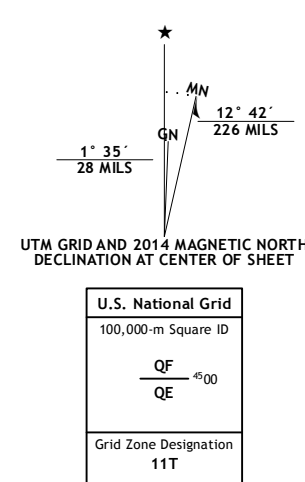 ★
MN
GN
12° 42´
226 MILS
1° 35´
28 MILS
UTM GRID AND 2014 MAGNETIC NORTH
DECLINATION AT CENTER OF SHEET
U.S. National Grid
100,000-m Square ID
QF
4500
QE
Grid Zone Designation
11T